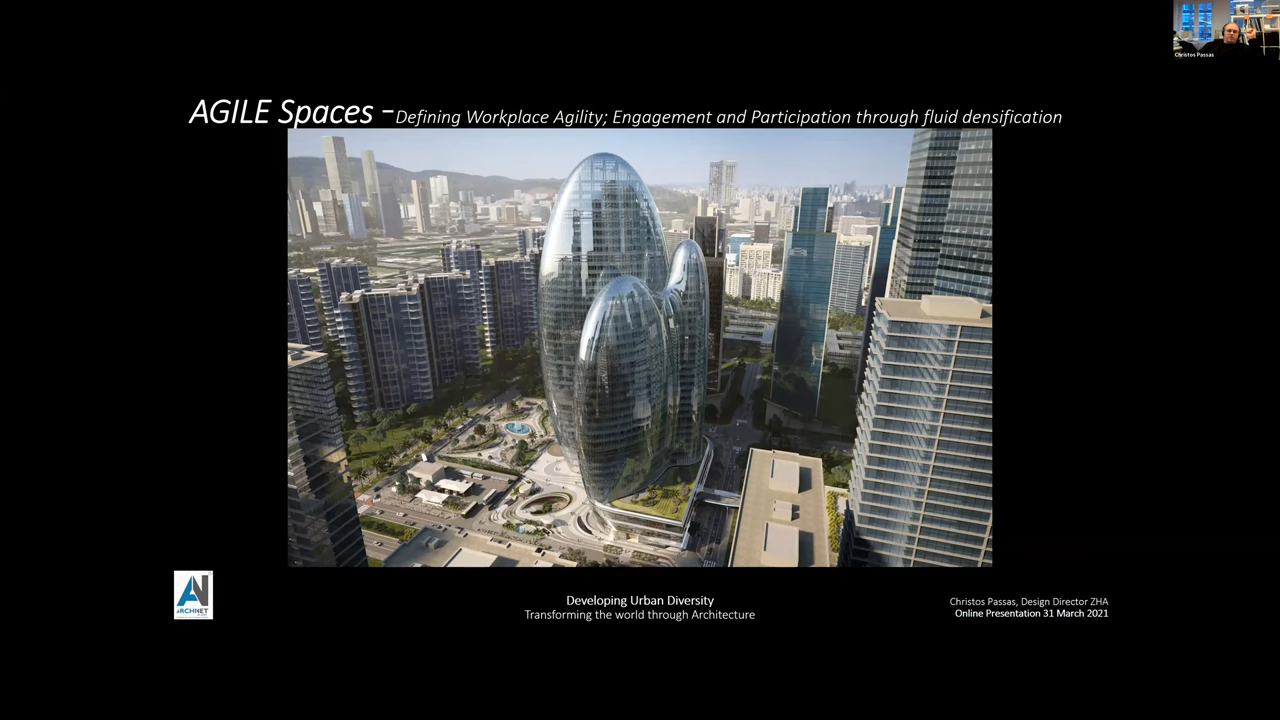 Christos Passas
AGILE Spaces – Defining Workplace Agility; Engagement and Participation through fluid densification
ARCHNET
Developing Urban Diversity
Transforming the world through Architecture
Christos Passas, Design Director ZHA
Online Presentation 31 March 2021